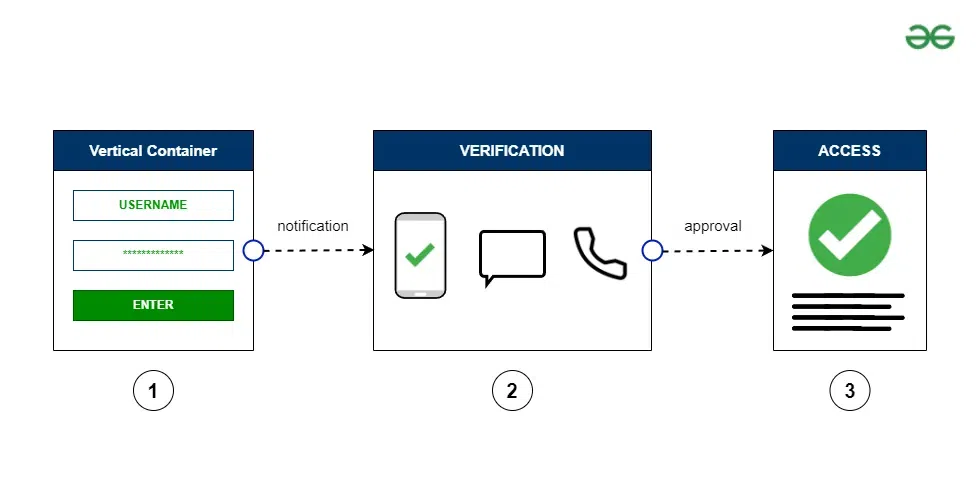 Vertical Container
USERNAME
*************
ENTER
notification
VERIFICATION
approval
ACCESS
1
2
3